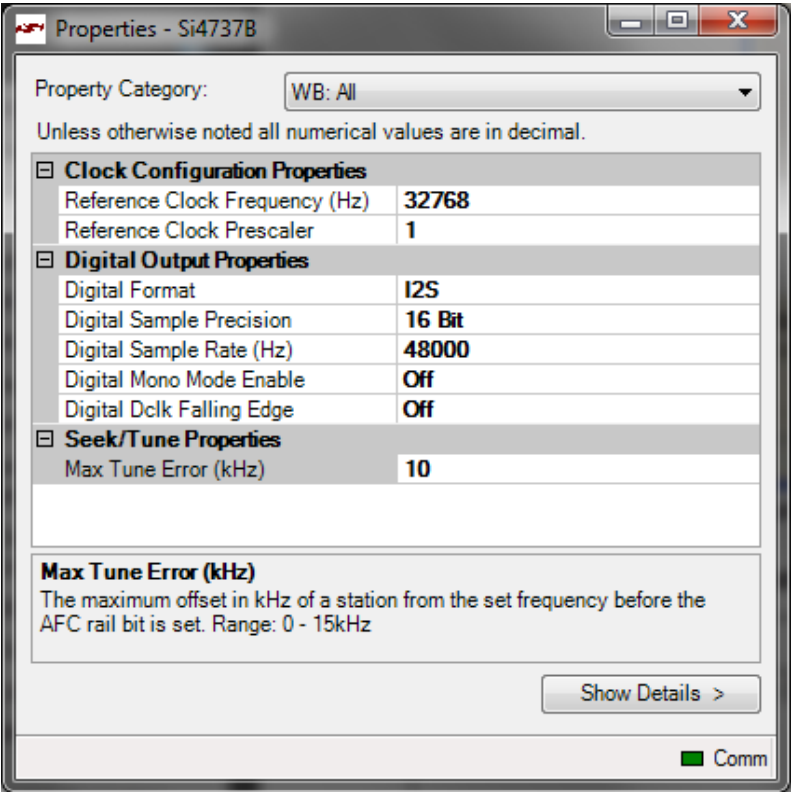 Properties - Si4737B
Property Category: WB: All
Unless otherwise noted all numerical values are in decimal.
Clock Configuration Properties
Reference Clock Frequency (Hz) 32768
Reference Clock Prescaler 1
Digital Output Properties
Digital Format I2S
Digital Sample Precision 16 Bit
Digital Sample Rate (Hz) 48000
Digital Mono Mode Enable Off
Digital Dclk Falling Edge Off
Seek/Tune Properties
Max Tune Error (kHz) 10
Max Tune Error (kHz)
The maximum offset in kHz of a station from the set frequency before the
AFC rail bit is set. Range: 0 - 15kHz
Show Details >
Comm